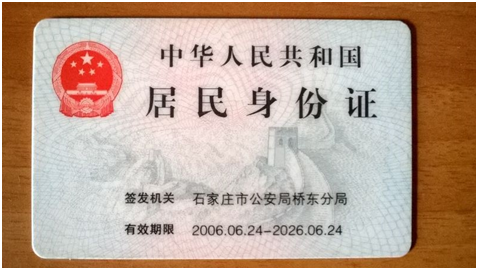 中华人民共和国
居民身份证
签发机关 石家庄市公安局桥东分局
有效期限 2006.06.24-2026.06.24